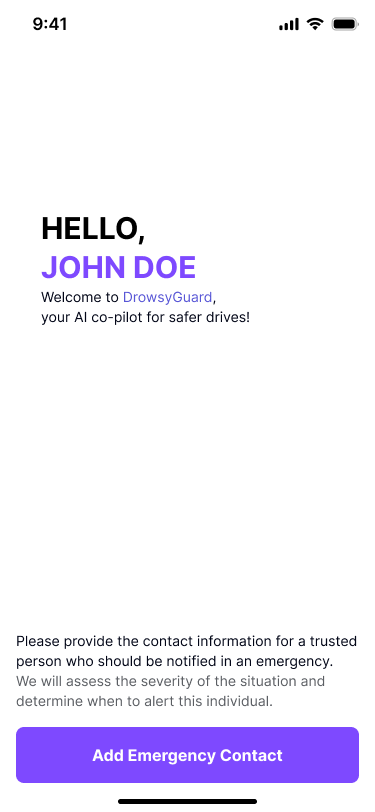 9:41
HELLO,
JOHN DOE
Welcome to DrowsyGuard,
your AI co-pilot for safer drives!
Please provide the contact information for a trusted
person who should be notified in an emergency.
We will assess the severity of the situation and
determine when to alert this individual.
Add Emergency Contact